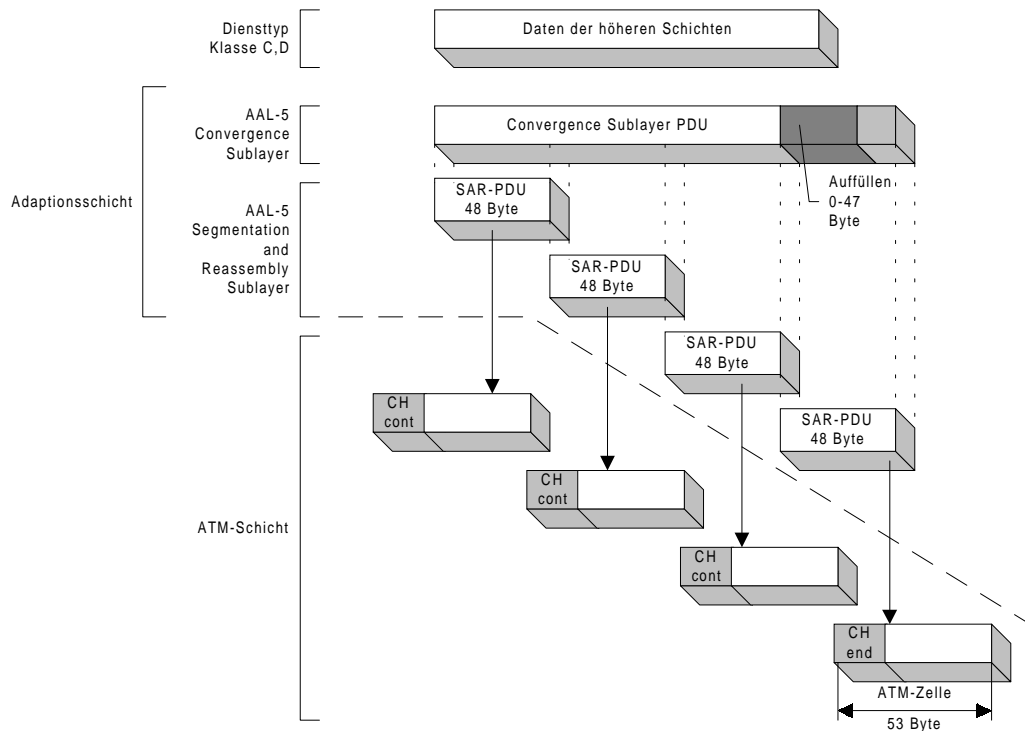 Diensttyp
Klasse C,D
Daten der höheren Schichten
AAL-5
Convergence
Sublayer
Convergence Sublayer PDU
Auffüllen
0-47
Byte
Adaptionsschicht
AAL-5
Segmentation
and
Reassembly
Sublayer
SAR-PDU
48 Byte
SAR-PDU
48 Byte
SAR-PDU
48 Byte
SAR-PDU
48 Byte
ATM-Schicht
CH
cont
CH
cont
CH
cont
CH
end
ATM-Zelle
53 Byte